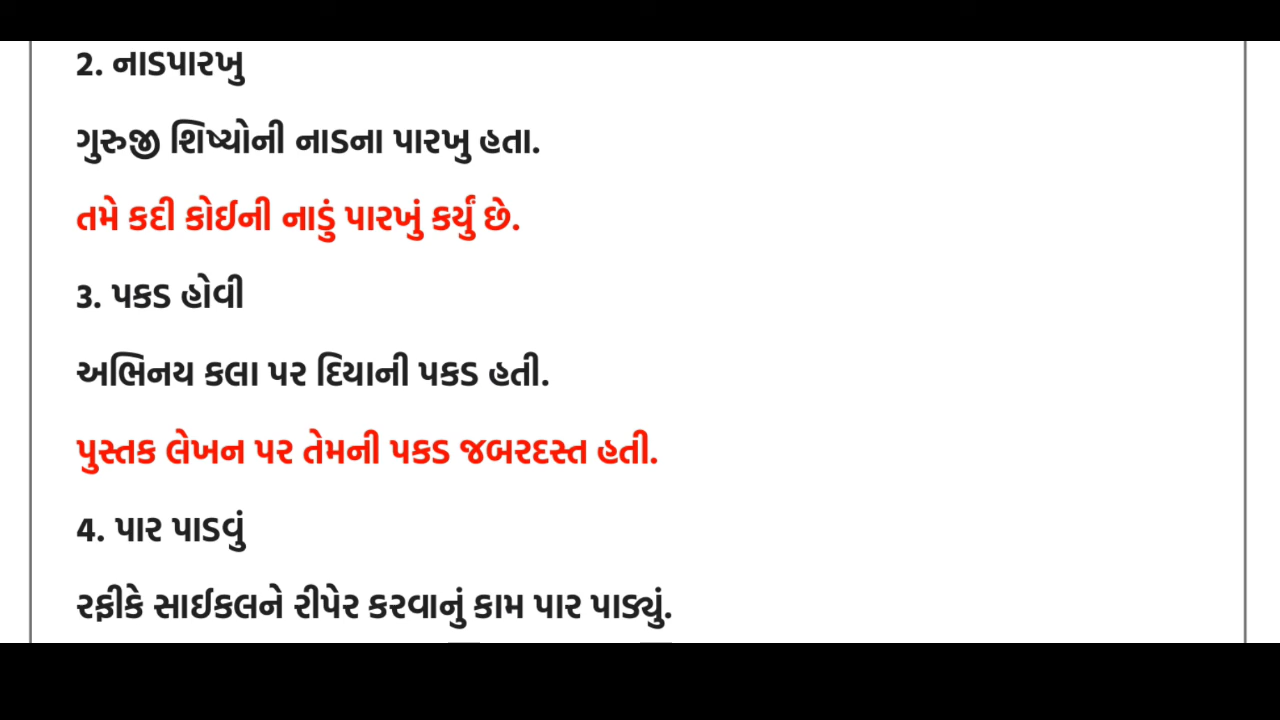 2. નાડપારખુ
ગુરુજી શિષ્યોની નાડના પારખુ હતા.
તમે કદી કોઈની નાડું પારખું કર્યું છે.
3. પકડ હોવી
અભિનય કલા પર દિયાની પકડ હતી.
પુસ્તક લેખન પર તેમની પકડ જબરદસ્ત હતી.
4. પાર પાડવું
રફીકે સાઈકલને રીપેર કરવાનું કામ પાર પાડ્યું.